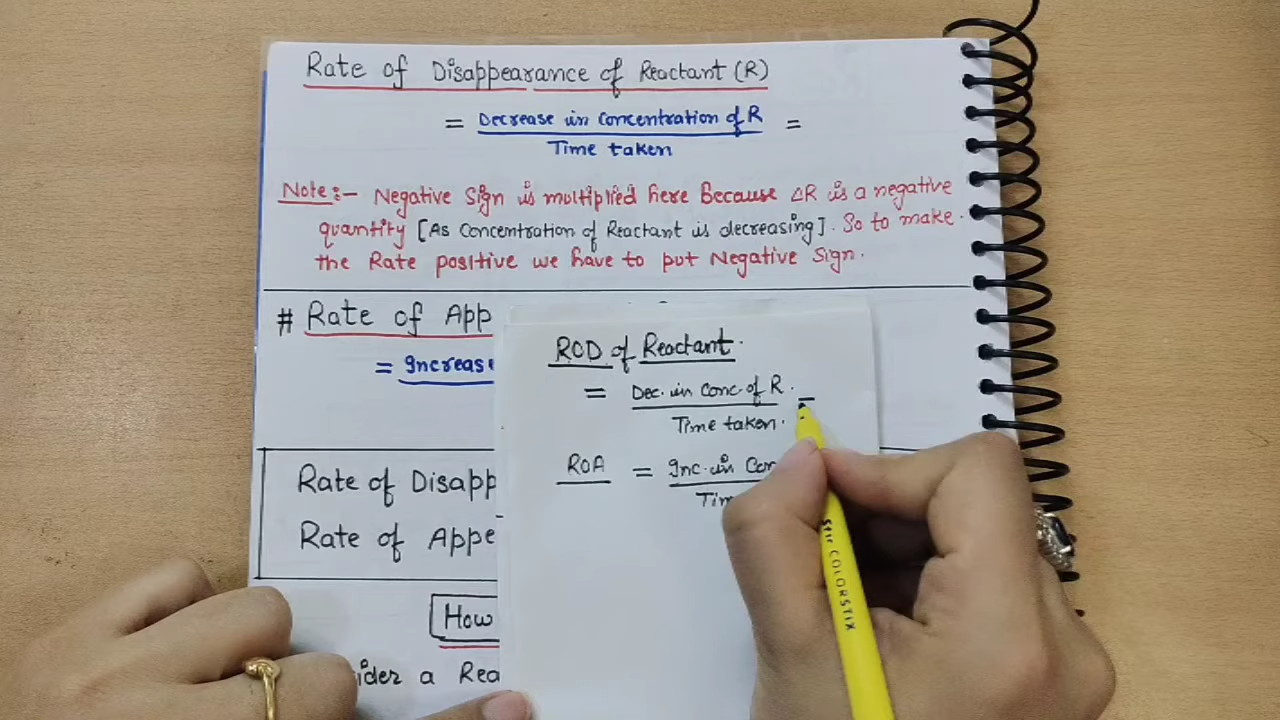 Rate of Disappearance of Reactant (R)
= Decrease in Concentration of R =
Time taken
Note:- Negative Sign is multiplied here Because ΔR is a negative
quantity [As Concentration of Reactant is decreasing]. So to make
the Rate positive we have to put Negative Sign.
# Rate of App
= Increase
Rate of Disapp
Rate of Appe
How
sider a Rea
ROD of Reactant.
= Dec. in Conc. of R.
Time taken.
ROA = Inc. in Con
Tim
Stic COLORSTIX